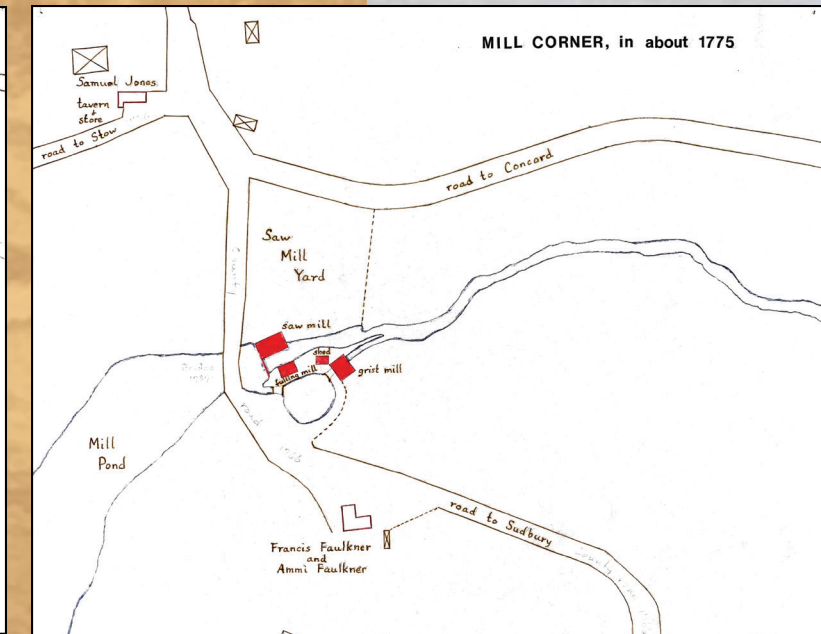 MILL CORNER, in about 1775
Samuel Jones
tavern
+
store
road to Stow
road to Concord
Saw
Mill
Yard
saw mill
shed
fulling mill
grist mill
Mill
Pond
road
road to Sudbury
Francis Faulkner
and
Ammi Faulkner